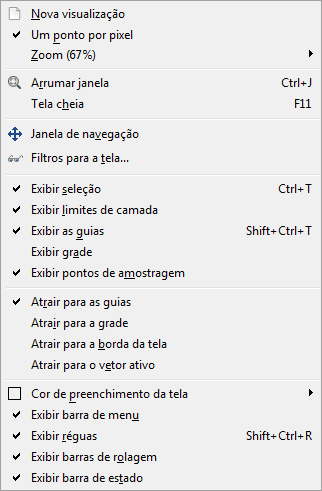 Nova visualização
Um ponto por pixel
Zoom (67%)
Arrumar janela Ctrl+J
Tela cheia F11
Janela de navegação
Filtros para a tela...
Exibir seleção Ctrl+T
Exibir limites de camada
Exibir as guias Shift+Ctrl+T
Exibir grade
Exibir pontos de amostragem
Atrair para as guias
Atrair para a grade
Atrair para a borda da tela
Atrair para o vetor ativo
Cor de preenchimento da tela
Exibir barra de menu
Exibir réguas Shift+Ctrl+R
Exibir barras de rolagem
Exibir barra de estado